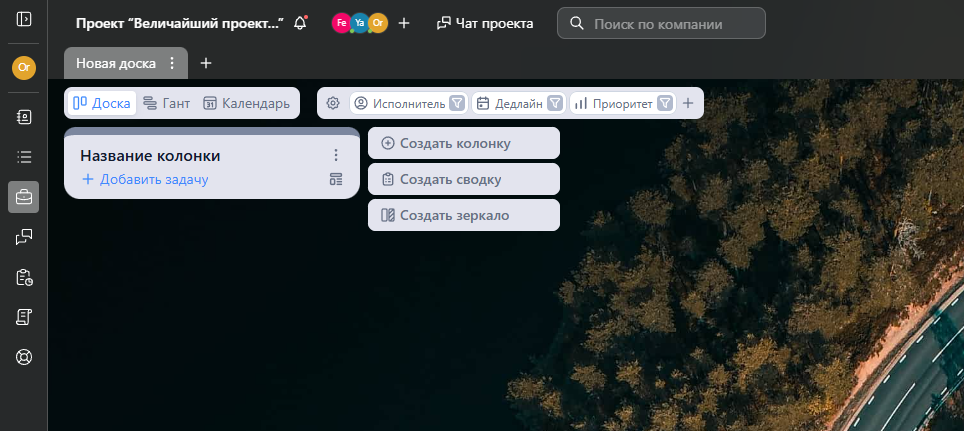 Проект “Величайший проект...”
Fe
Ya
Or
Чат проекта
Поиск по компании
Or
Новая доска
Доска
Гант
31
Календарь
Исполнитель
Дедлайн
Приоритет
Название колонки
Добавить задачу
Создать колонку
Создать сводку
Создать зеркало